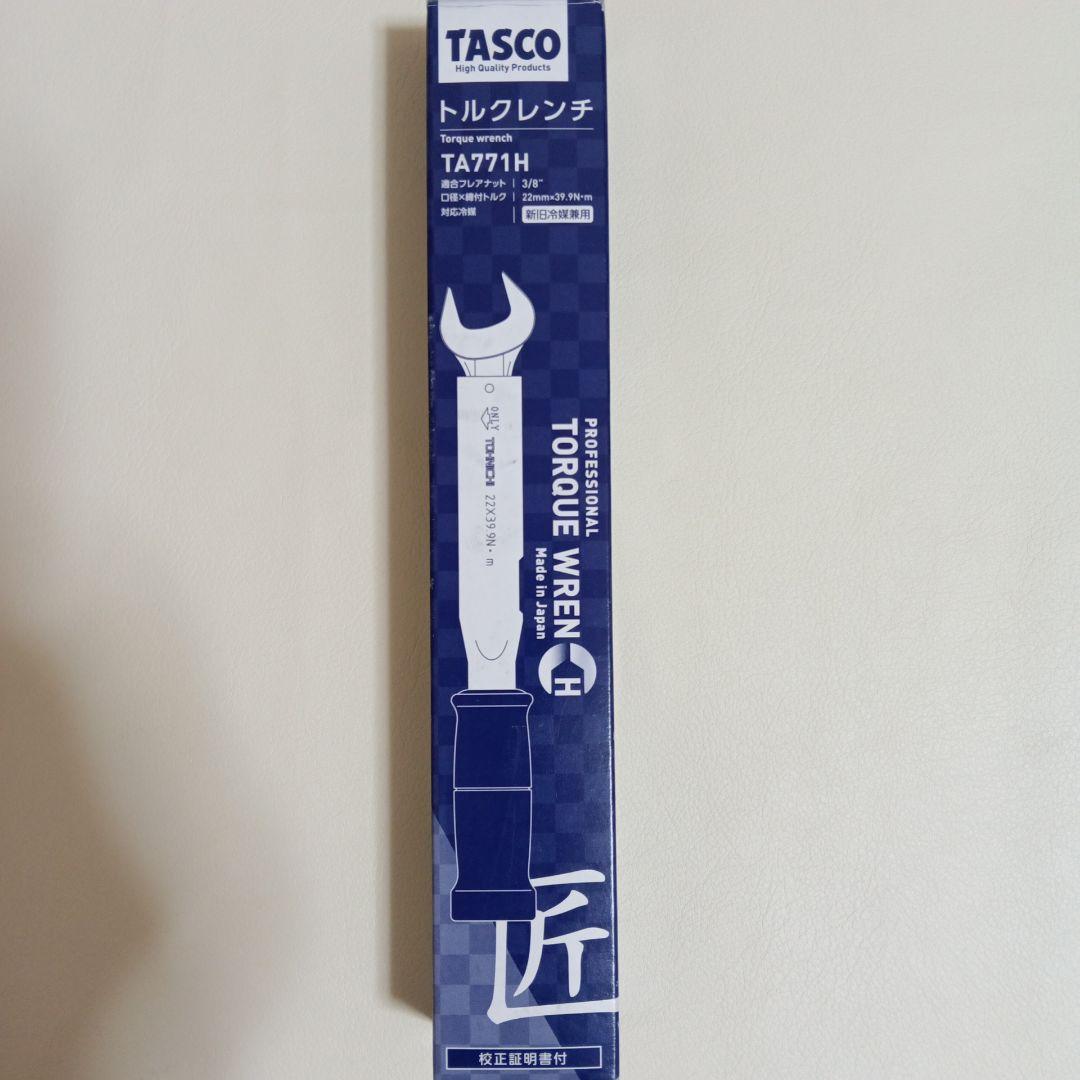 TASCO
High Quality Products
トルクレンチ
Torque wrench
TA771H
適合フレアナット 3/8"
口径×締付トルク 22mm×39.9N・m
対応冷媒 新旧冷媒兼用
ONLY
TOHNICHI
22X39.9N・m
PROFESSIONAL
TORQUE WRENCH
Made in Japan
匠
校正証明書付